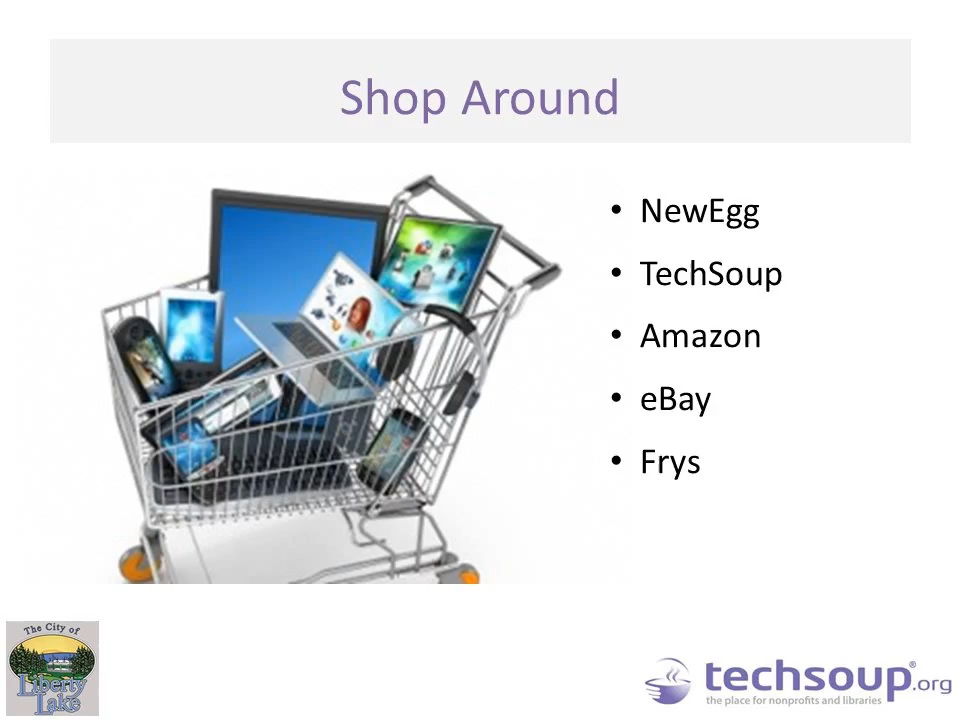 Shop Around
• NewEgg
• TechSoup
• Amazon
• eBay
• Frys
The City of
Liberty
Lake
techsoup®.org
the place for nonprofits and libraries